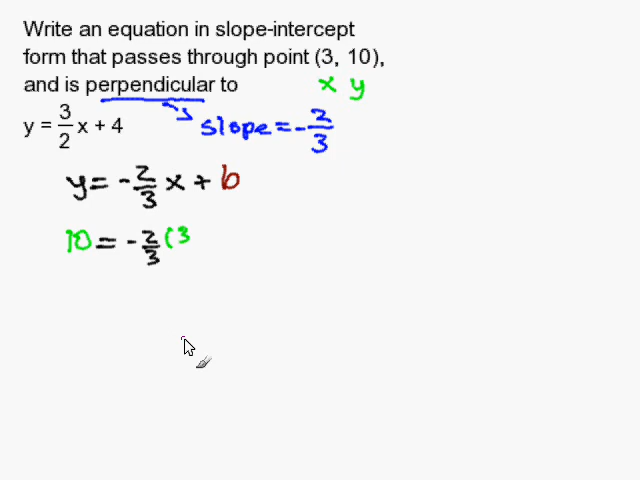 Write an equation in slope-intercept
form that passes through point (3, 10),
and is perpendicular to
x y
y = 3/2 x + 4
slope = -2/3
y = -2/3 x + b
10 = -2/3 (3